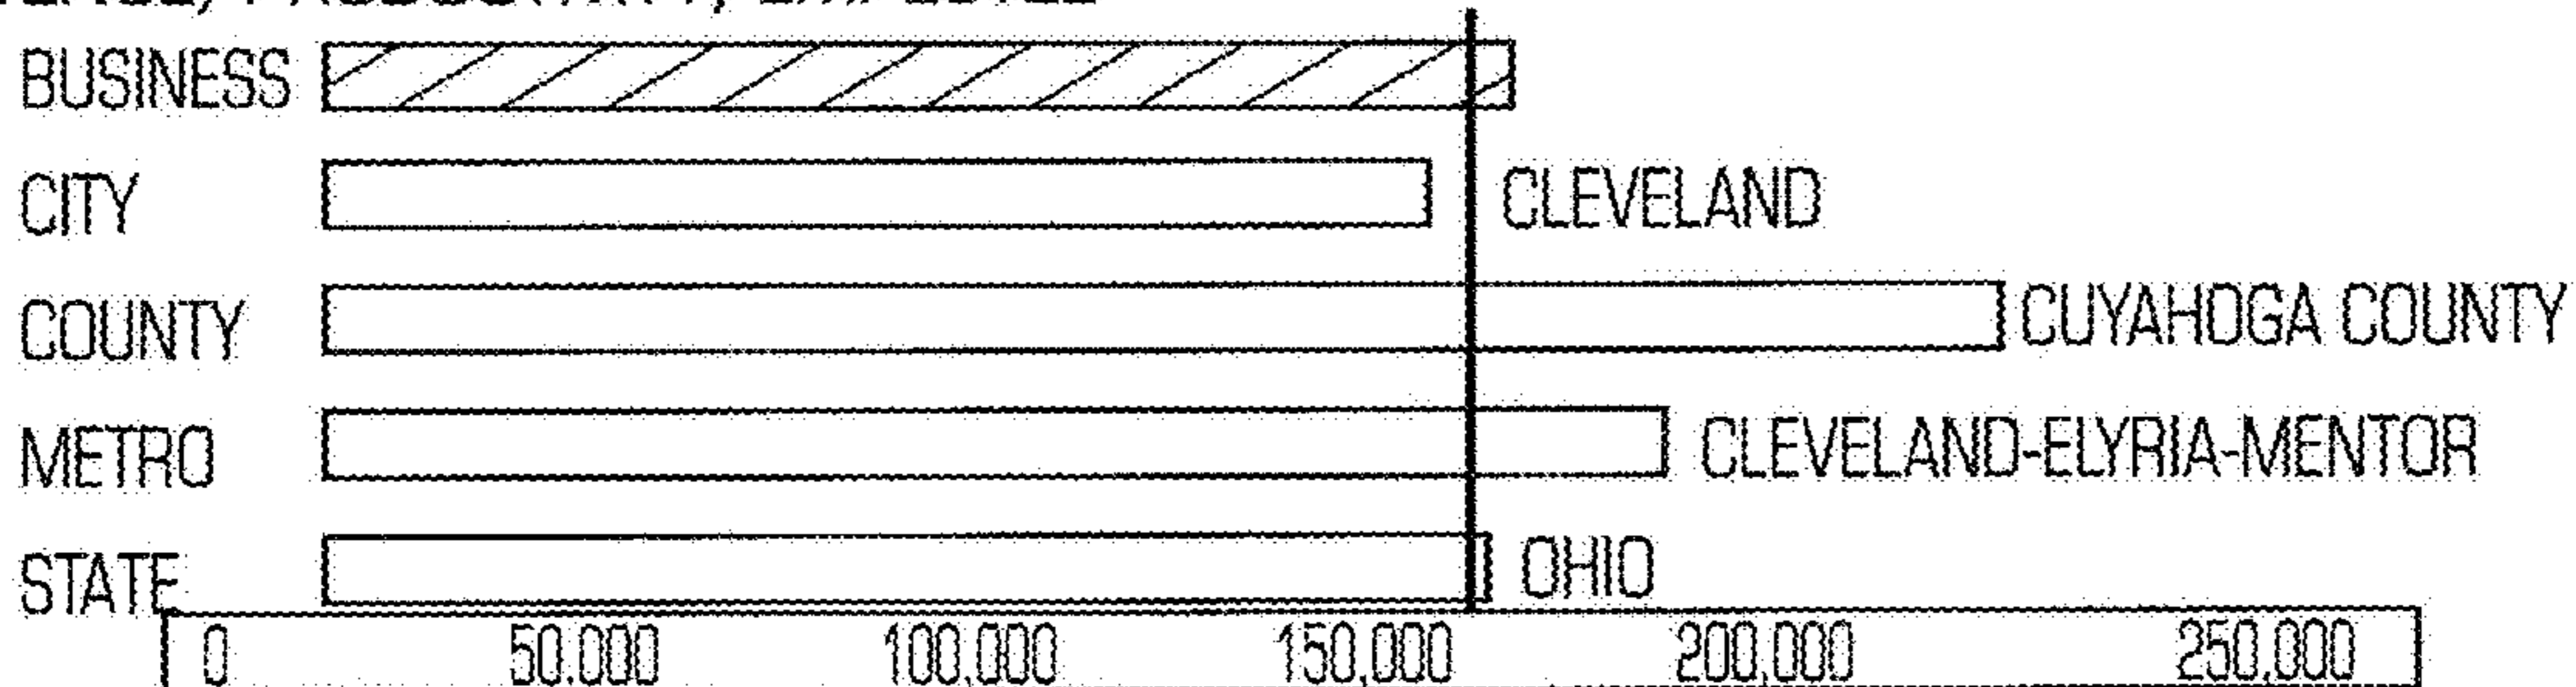 BUSINESS
CITY CLEVELAND
COUNTY CUYAHOGA COUNTY
METRO CLEVELAND-ELYRIA-MENTOR
STATE OHIO
0 50,000 100,000 150,000 200,000 250,000